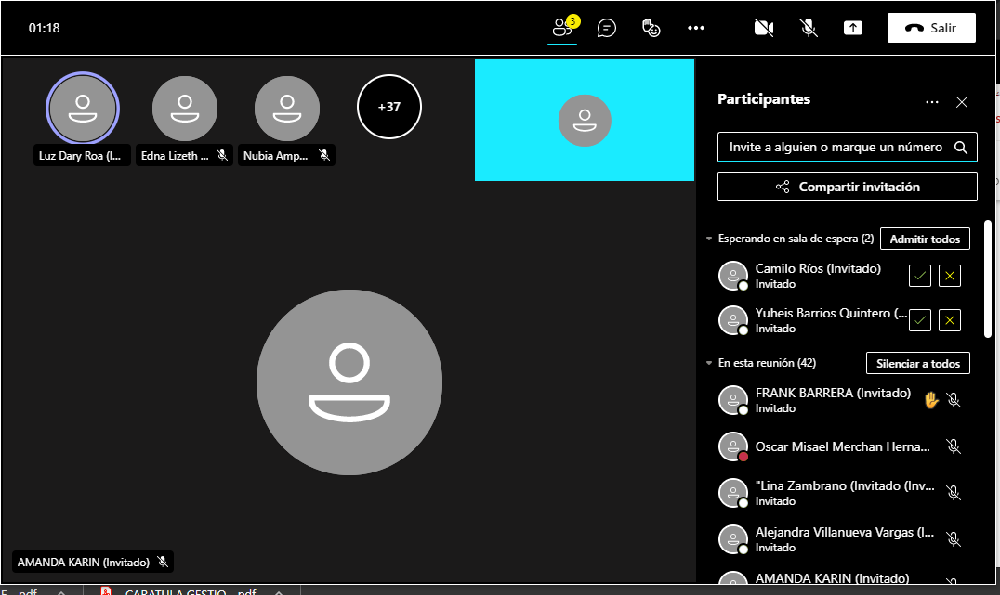 01:18
3
Salir
Luz Dary Roa (I...
Edna Lizeth ...
Nubia Amp...
+37
AMANDA KARIN (Invitado)
Participantes
Invite a alguien o marque un número
Compartir invitación
Esperando en sala de espera (2)
Admitir todos
Camilo Ríos (Invitado)
Invitado
Yuheis Barrios Quintero (...
Invitado
En esta reunión (42)
Silenciar a todos
FRANK BARRERA (Invitado)
Invitado
Oscar Misael Merchan Herna...
"Lina Zambrano (Invitado (Inv...
Invitado
Alejandra Villanueva Vargas (I...
Invitado
AMANDA KARIN (Invitado)
F...pdf
CARATULA GESTIO...pdf